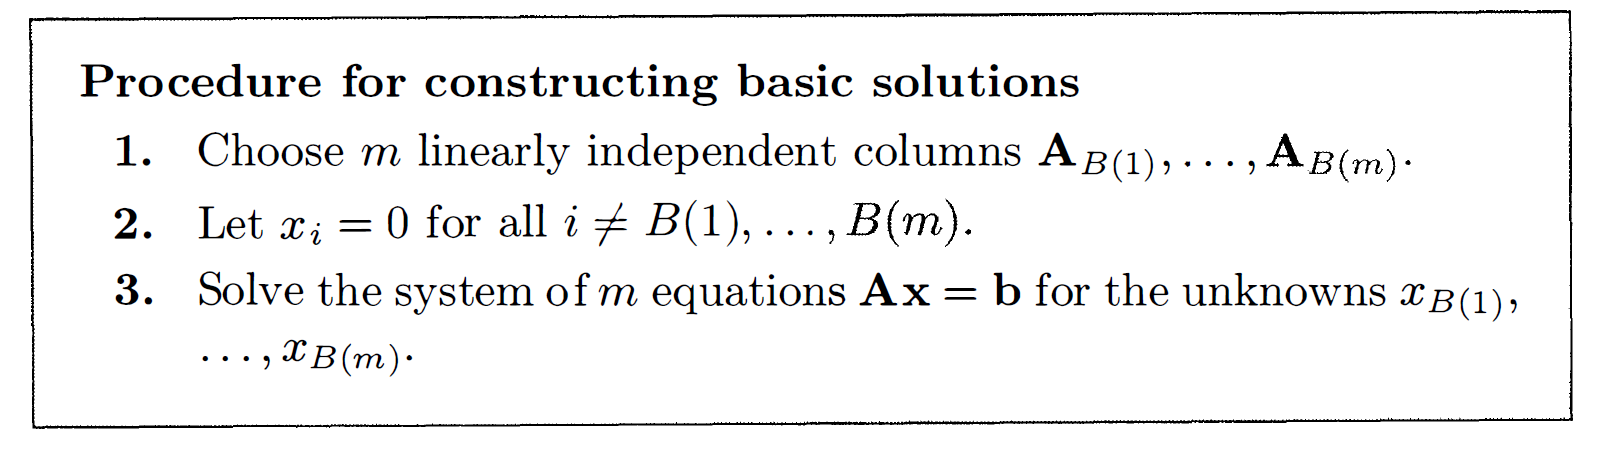 Procedure for constructing basic solutions
1. Choose m linearly independent columns A_{B(1)}, . . . , A_{B(m)}.
2. Let x_i = 0 for all i ≠ B(1), . . . , B(m).
3. Solve the system of m equations Ax = b for the unknowns x_{B(1)},
. . . , x_{B(m)}.